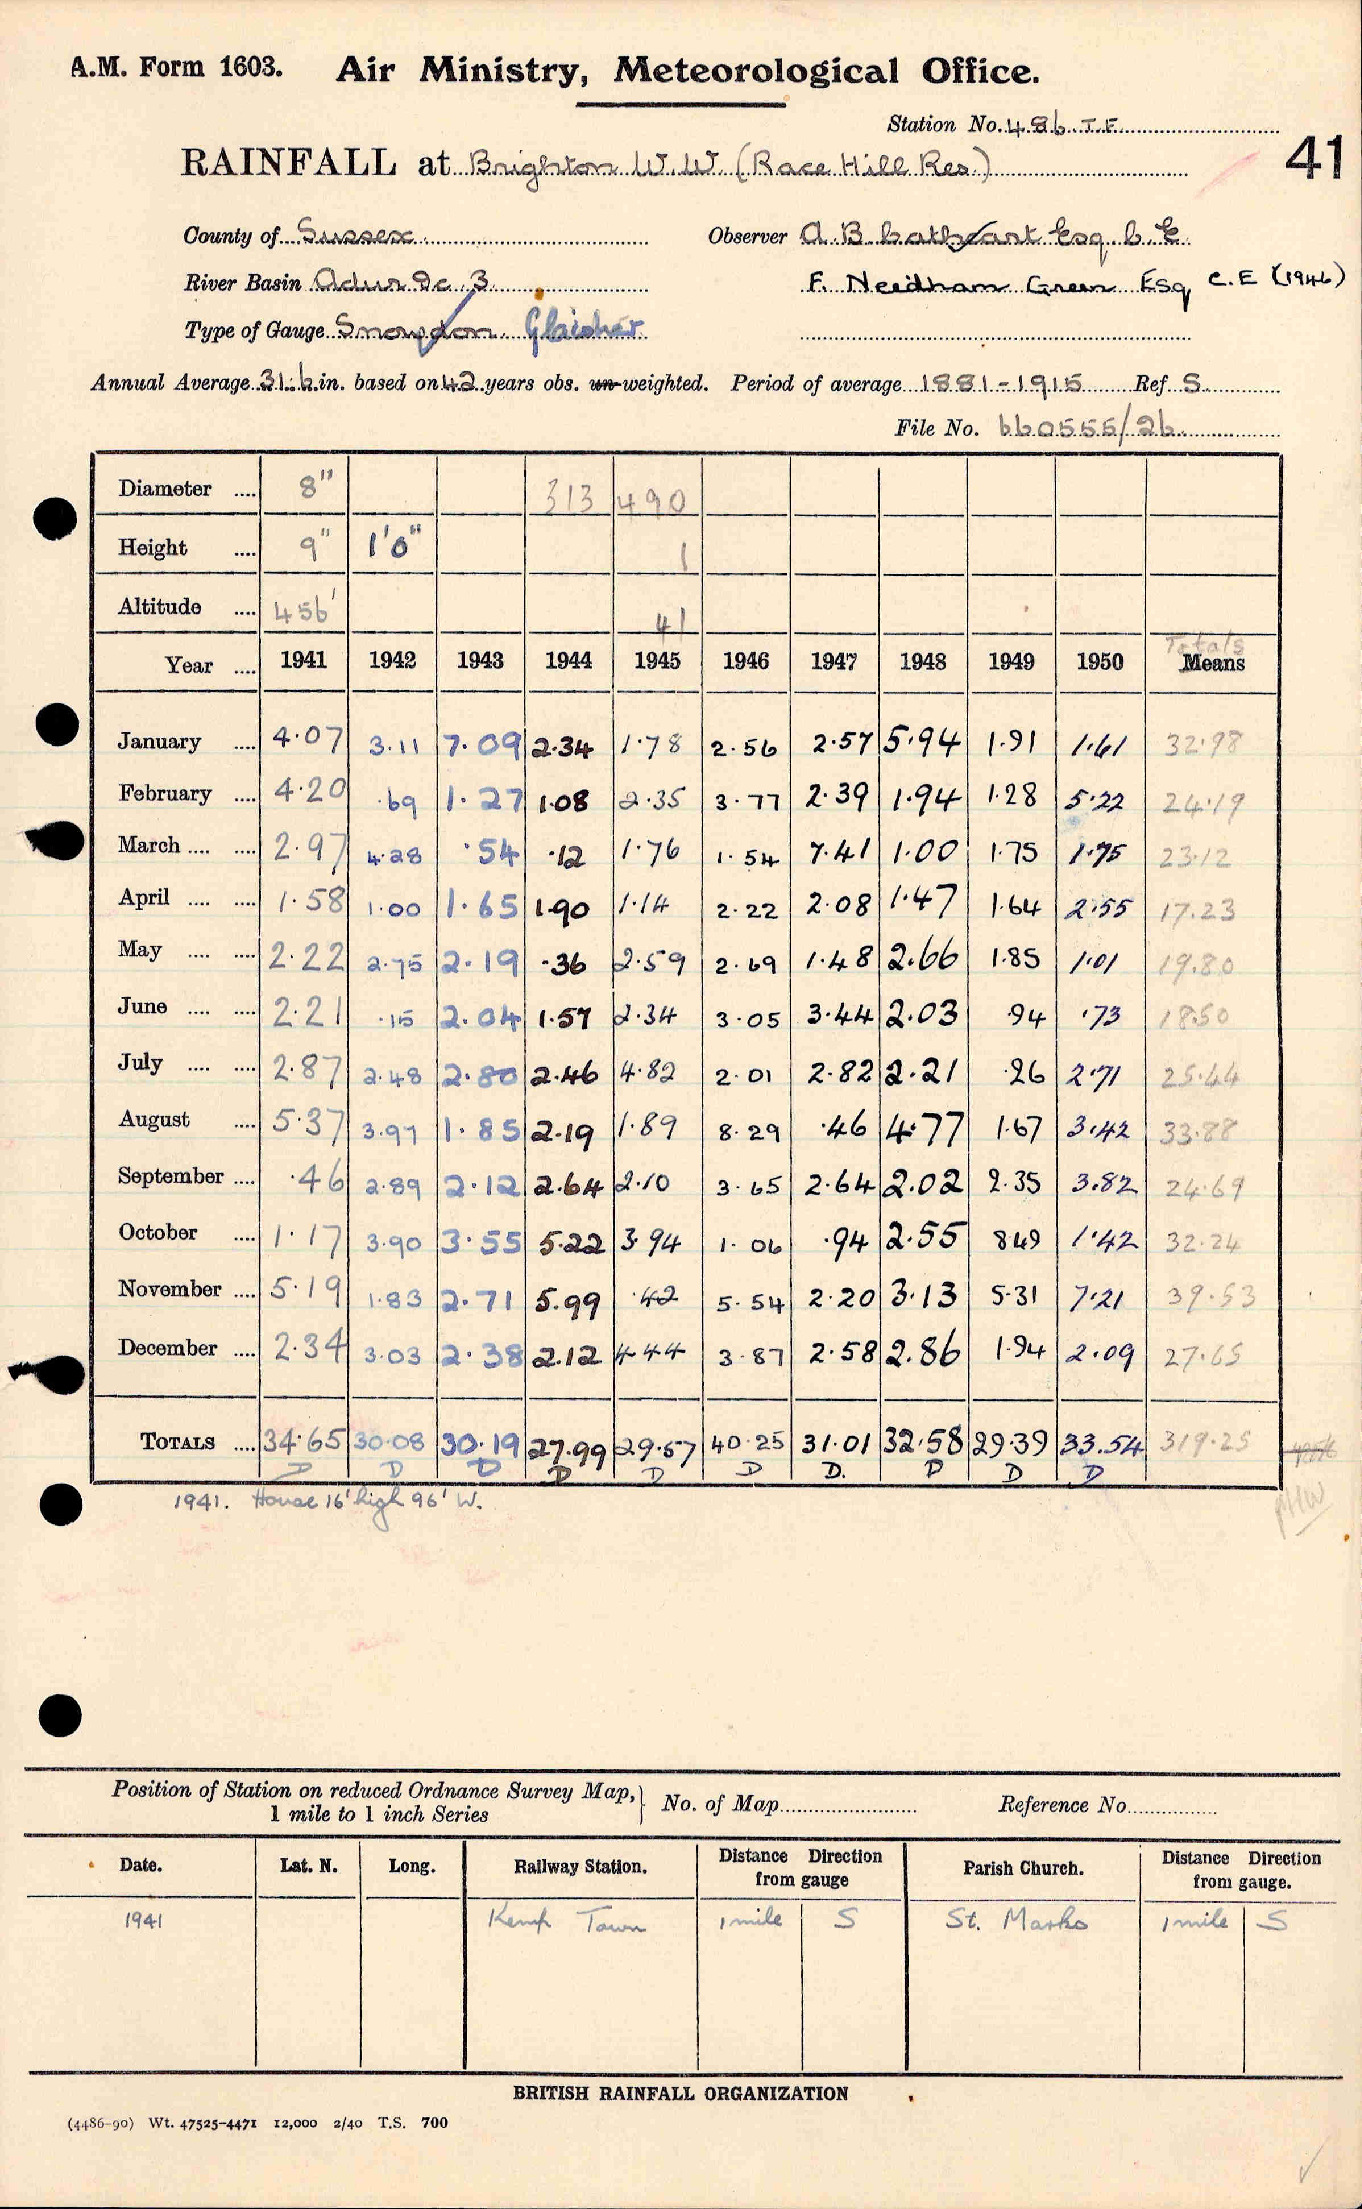 A.M. Form 1603. Air Ministry, Meteorological Office.
Station No. 486 T.F.
41
RAINFALL at Brighton W.W. (Race Hill Res)
County of Sussex Observer A B Cathcart Esq. C.E.
River Basin Adur &c 3 F. Needham Green Esq C.E (1946)
Type of Gauge Snowdon Glaisher
Annual Average 31.6 in. based on 42 years obs. un-weighted. Period of average 1881-1915 Ref S.
File No. 660555/26
Diameter .... 8" 313 490
Height .... 9" 1'0" 1
Altitude .... 456' 41
Totals
Year .... 1941 1942 1943 1944 1945 1946 1947 1948 1949 1950 Means
January .... 4.07 3.11 7.09 2.34 1.78 2.56 2.57 5.94 1.91 1.61 32.98
February .... 4.20 .69 1.27 1.08 2.35 3.77 2.39 1.94 1.28 5.22 24.19
March .... .... 2.97 4.28 .54 .12 1.76 1.54 7.41 1.00 1.75 1.75 23.12
April .... .... 1.58 1.00 1.65 1.90 1.14 2.22 2.08 1.47 1.64 2.55 17.23
May .... .... 2.22 2.75 2.19 .36 2.59 2.69 1.48 2.66 1.85 1.01 19.80
June .... .... 2.21 .15 2.04 1.57 2.34 3.05 3.44 2.03 .94 .73 18.50
July .... .... 2.87 2.48 2.80 2.46 4.82 2.01 2.82 2.21 .26 2.71 25.44
August .... 5.37 3.97 1.85 2.19 1.89 8.29 .46 4.77 1.67 3.42 33.88
September .... .46 2.89 2.12 2.64 2.10 3.65 2.64 2.02 2.35 3.82 24.69
October .... 1.17 3.90 3.55 5.22 3.94 1.06 .94 2.55 8.49 1.42 32.24
November .... 5.19 1.83 2.71 5.99 .42 5.54 2.20 3.13 5.31 7.21 39.53
December .... 2.34 3.03 2.38 2.12 4.44 3.87 2.58 2.86 1.94 2.09 27.65
TOTALS .... 34.65 30.08 30.19 27.99 29.57 40.25 31.01 32.58 29.39 33.54 319.25
D D D D D D D. D D D
1941. House 16' high 96' W.
Position of Station on reduced Ordnance Survey Map, 1 mile to 1 inch Series } No. of Map Reference No.
Date. Lat. N. Long. Railway Station. Distance Direction from gauge Parish Church. Distance Direction from gauge.
1941 Kemp Town 1 mile S St. Marks 1 mile S
BRITISH RAINFALL ORGANIZATION
(4486-90) Wt. 47525-4471 12,000 2/40 T.S. 700